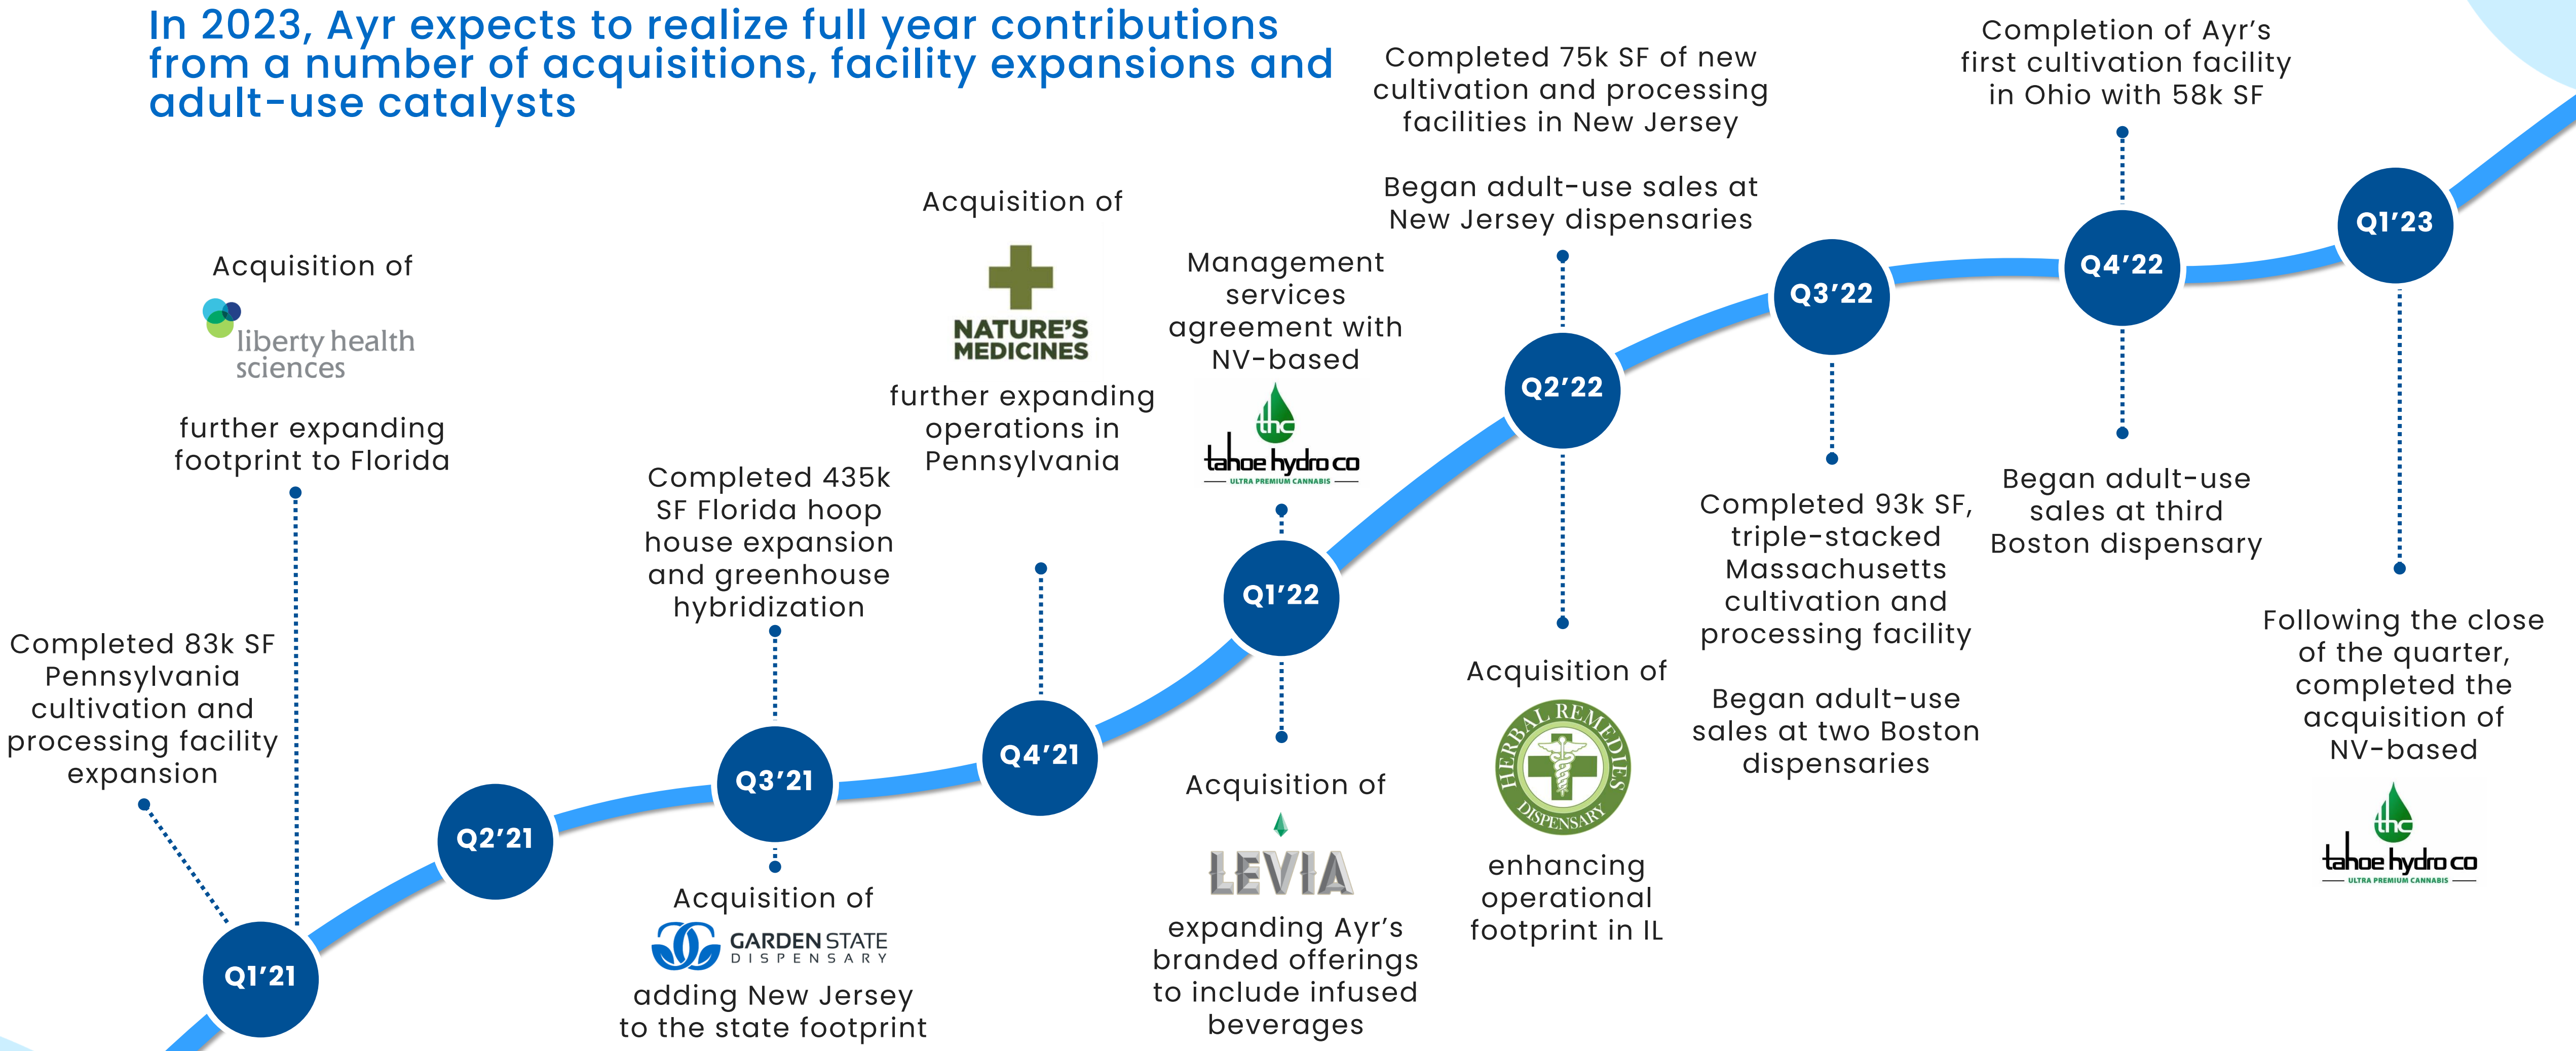 In 2023, Ayr expects to realize full year contributions
from a number of acquisitions, facility expansions and
adult-use catalysts
Completed 83k SF
Pennsylvania
cultivation and
processing facility
expansion
Acquisition of
liberty health
sciences
further expanding
footprint to Florida
Q1’21
Q2’21
Completed 435k
SF Florida hoop
house expansion
and greenhouse
hybridization
Q3’21
Acquisition of
GARDEN STATE
DISPENSARY
adding New Jersey
to the state footprint
Acquisition of
NATURE’S
MEDICINES
further expanding
operations in
Pennsylvania
Q4’21
Management
services
agreement with
NV-based
thc
tahoe hydro co
ULTRA PREMIUM CANNABIS
Q1’22
Acquisition of
LEVIA
expanding Ayr’s
branded offerings
to include infused
beverages
Completed 75k SF of new
cultivation and processing
facilities in New Jersey
Began adult-use sales at
New Jersey dispensaries
Q2’22
Acquisition of
HERBAL REMEDIES
DISPENSARY
enhancing
operational
footprint in IL
Q3’22
Completed 93k SF,
triple-stacked
Massachusetts
cultivation and
processing facility
Began adult-use
sales at two Boston
dispensaries
Completion of Ayr’s
first cultivation facility
in Ohio with 58k SF
Q4’22
Began adult-use
sales at third
Boston dispensary
Q1’23
Following the close
of the quarter,
completed the
acquisition of
NV-based
thc
tahoe hydro co
ULTRA PREMIUM CANNABIS